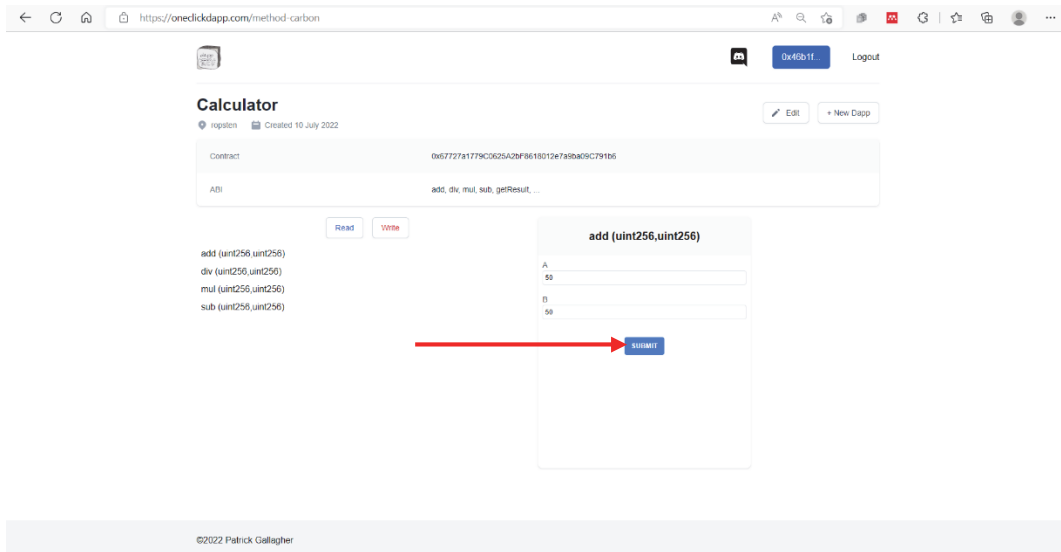 https://oneclickdapp.com/method-carbon
0x46b1f...
Logout
Calculator
ropsten Created 10 July 2022
Edit
+ New Dapp
Contract 0x67727a1779C0625A2bF8618012e7a9ba09C791b6
ABI add, div, mul, sub, getResult, ...
Read Write
add (uint256,uint256)
div (uint256,uint256)
mul (uint256,uint256)
sub (uint256,uint256)
add (uint256,uint256)
A
50
B
50
SUBMIT
©2022 Patrick Gallagher